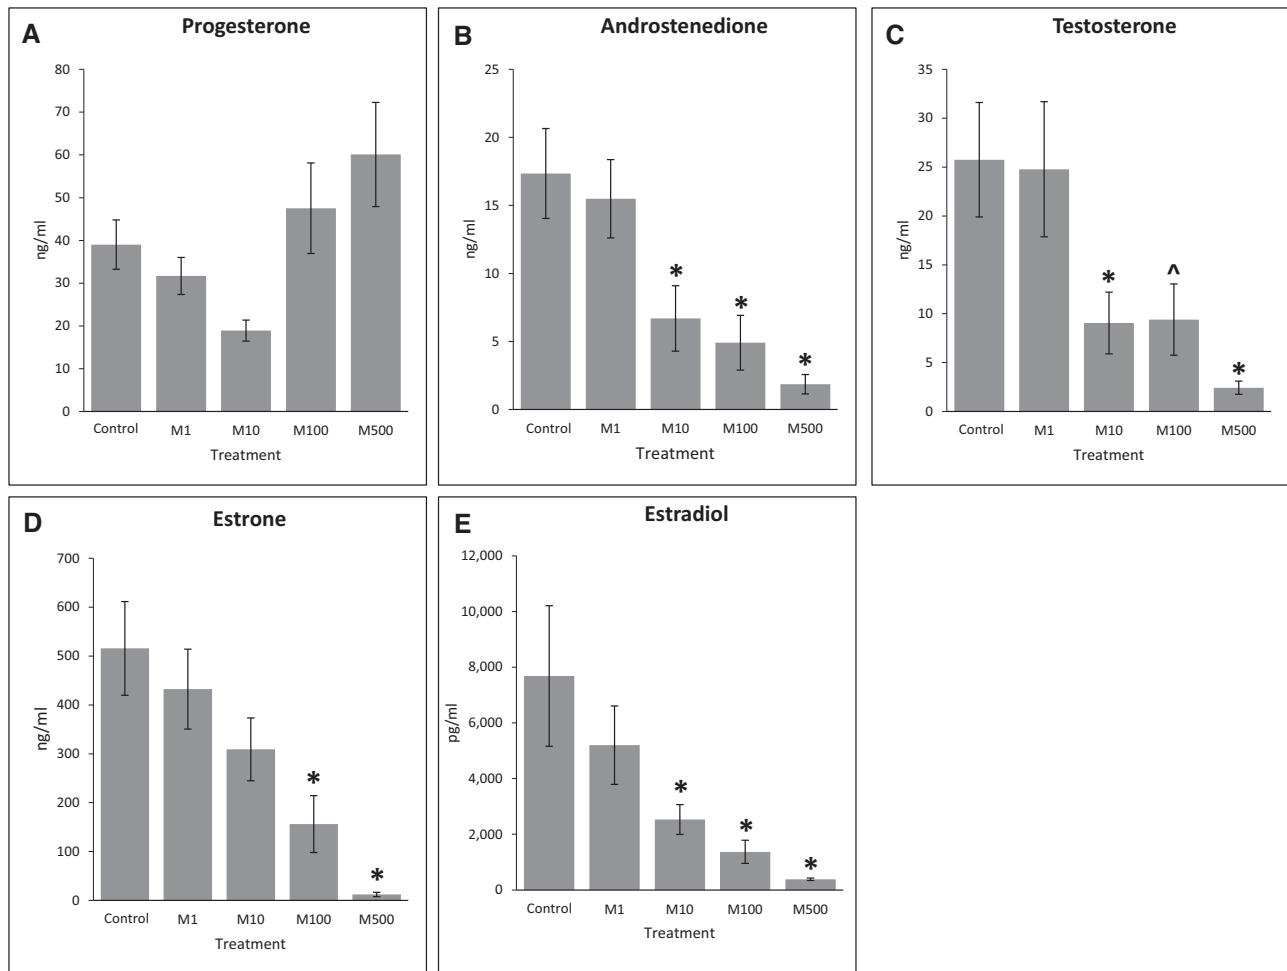 A
Progesterone
80
70
60
50
40
30
20
10
0
ng/ml
Control M1 M10 M100 M500
Treatment
B
Androstenedione
25
20
15
10
5
0
ng/ml
* * *
Control M1 M10 M100 M500
Treatment
C
Testosterone
35
30
25
20
15
10
5
0
ng/ml
* ^ *
Control M1 M10 M100 M500
Treatment
D
Estrone
700
600
500
400
300
200
100
0
ng/ml
* *
Control M1 M10 M100 M500
Treatment
E
Estradiol
12,000
10,000
8,000
6,000
4,000
2,000
0
pg/ml
* * *
Control M1 M10 M100 M500
Treatment